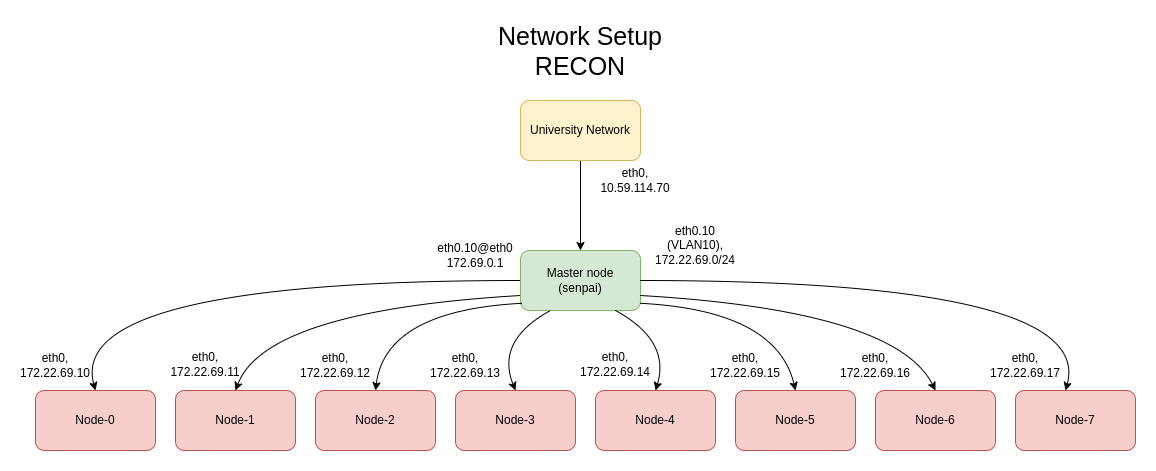 Network Setup
RECON
University Network
eth0,
10.59.114.70
eth0.10@eth0
172.69.0.1
eth0.10
(VLAN10),
172.22.69.0/24
Master node
(senpai)
eth0,
172.22.69.10
eth0,
172.22.69.11
eth0,
172.22.69.12
eth0,
172.22.69.13
eth0,
172.22.69.14
eth0,
172.22.69.15
eth0,
172.22.69.16
eth0,
172.22.69.17
Node-0
Node-1
Node-2
Node-3
Node-4
Node-5
Node-6
Node-7